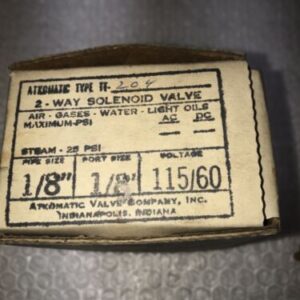 ATKOMATIC TYPE TT-204
2-WAY SOLENOID VALVE
AIR - GASES - WATER - LIGHT OILS
MAXIMUM-PSI AC DC
STEAM - 25 PSI
PIPE SIZE PORT SIZE VOLTAGE
1/8" 1/8" 115/60
ATKOMATIC VALVE COMPANY, INC.
INDIANAPOLIS, INDIANA